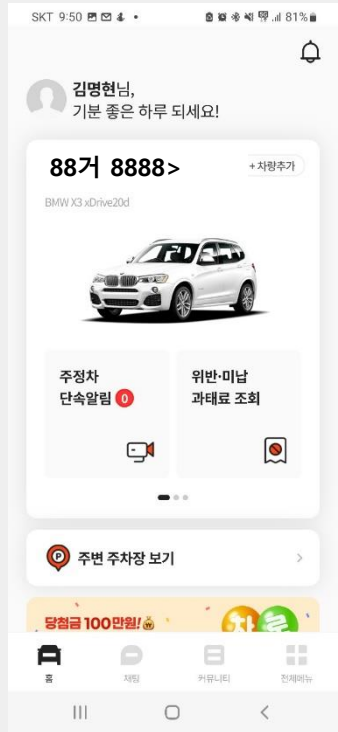 SKT 9:50 81%
김명현님,
기분 좋은 하루 되세요!
88거 8888>
+ 차량추가
BMW X3 xDrive20d
주정차
단속알림 0
위반·미납
과태료 조회
P 주변 주차장 보기
당첨금 100만원!
차 로
홈 채팅 커뮤니티 전체메뉴